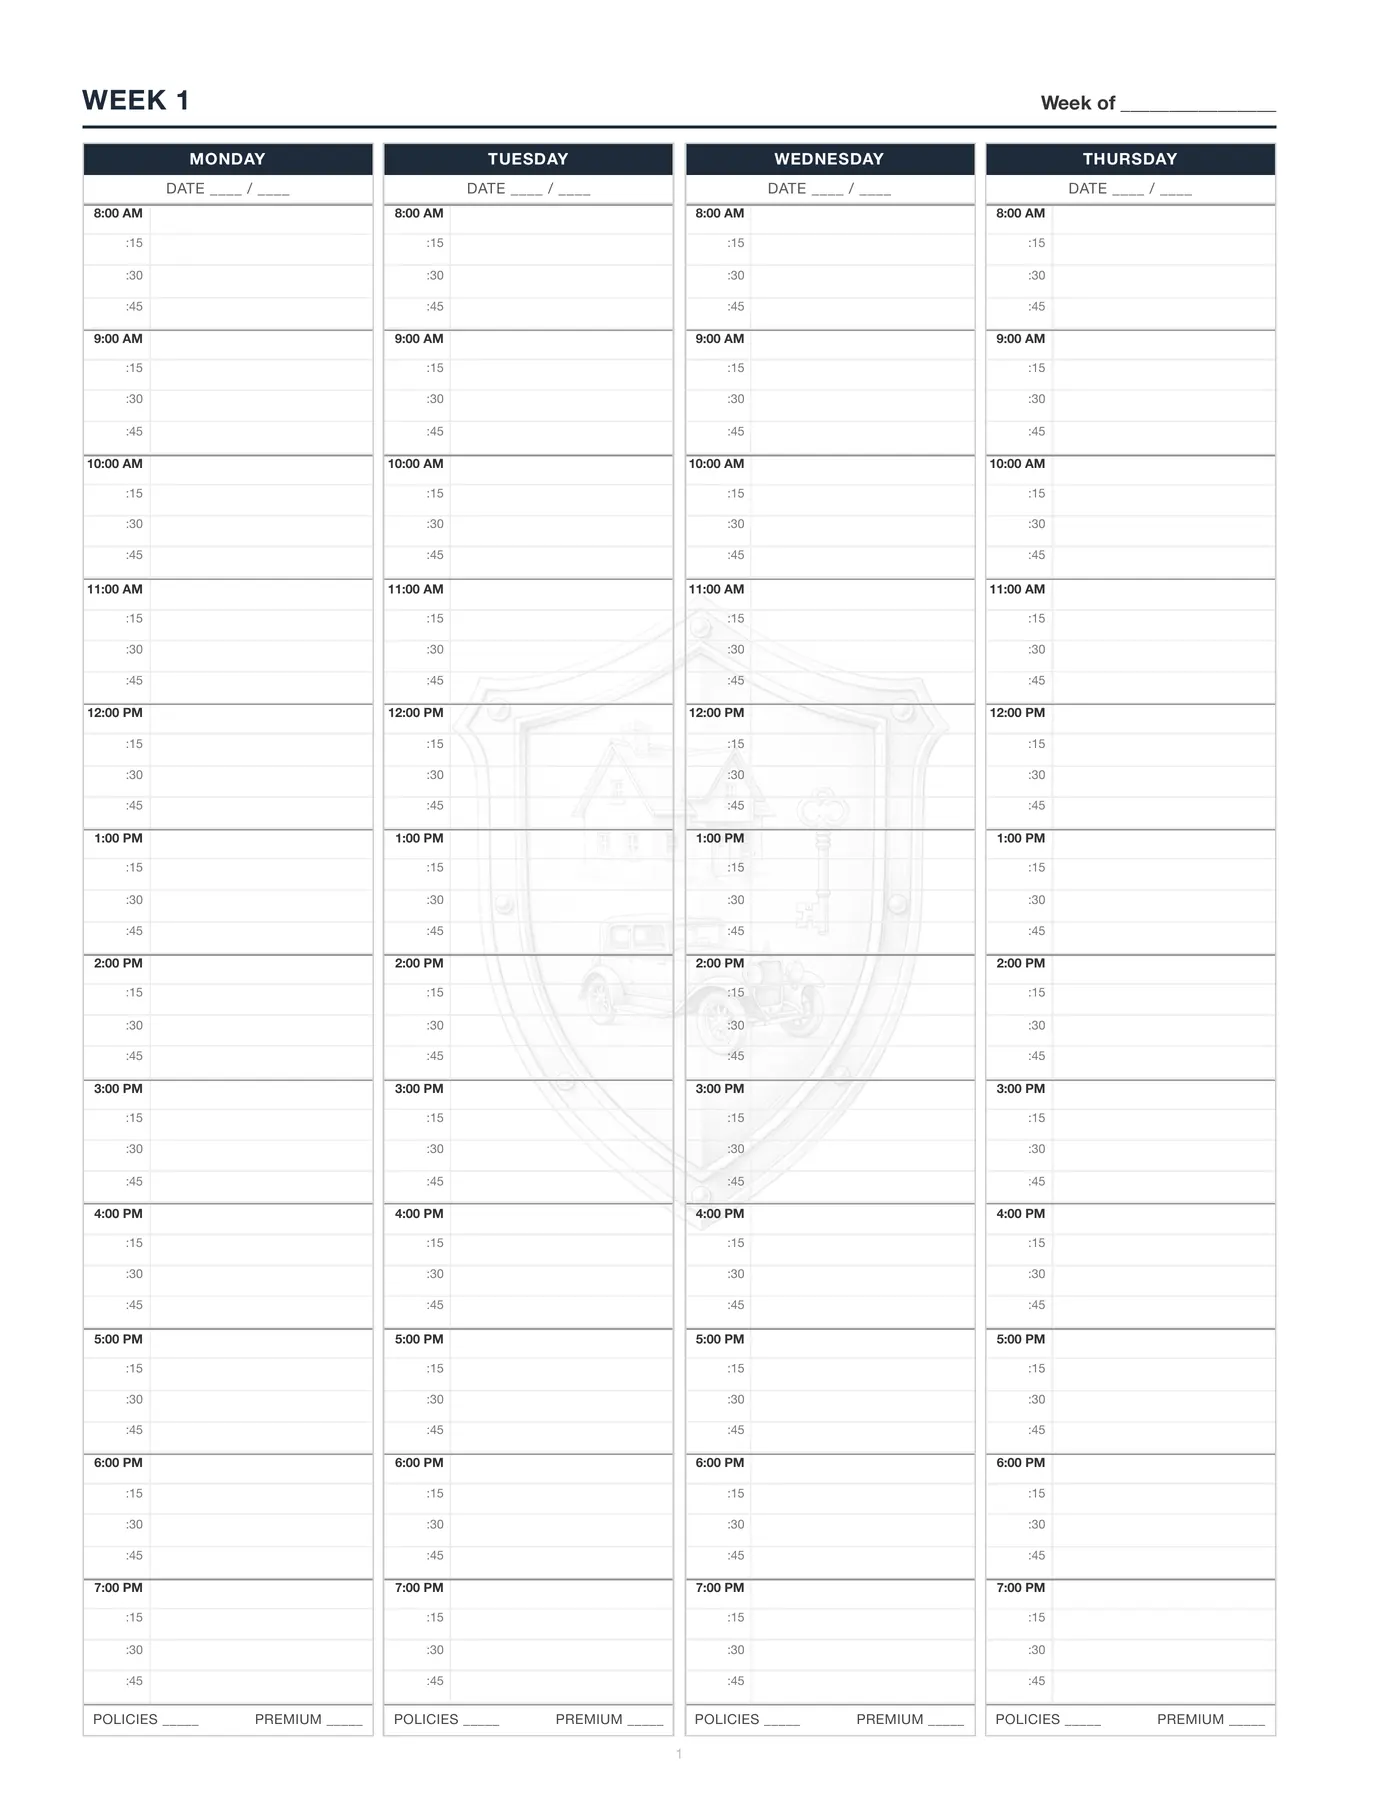 WEEK 1 Week of ________________
MONDAY TUESDAY WEDNESDAY THURSDAY
DATE ____ / ____ DATE ____ / ____ DATE ____ / ____ DATE ____ / ____
8:00 AM 8:00 AM 8:00 AM 8:00 AM
:15 :15 :15 :15
:30 :30 :30 :30
:45 :45 :45 :45
9:00 AM 9:00 AM 9:00 AM 9:00 AM
:15 :15 :15 :15
:30 :30 :30 :30
:45 :45 :45 :45
10:00 AM 10:00 AM 10:00 AM 10:00 AM
:15 :15 :15 :15
:30 :30 :30 :30
:45 :45 :45 :45
11:00 AM 11:00 AM 11:00 AM 11:00 AM
:15 :15 :15 :15
:30 :30 :30 :30
:45 :45 :45 :45
12:00 PM 12:00 PM 12:00 PM 12:00 PM
:15 :15 :15 :15
:30 :30 :30 :30
:45 :45 :45 :45
1:00 PM 1:00 PM 1:00 PM 1:00 PM
:15 :15 :15 :15
:30 :30 :30 :30
:45 :45 :45 :45
2:00 PM 2:00 PM 2:00 PM 2:00 PM
:15 :15 :15 :15
:30 :30 :30 :30
:45 :45 :45 :45
3:00 PM 3:00 PM 3:00 PM 3:00 PM
:15 :15 :15 :15
:30 :30 :30 :30
:45 :45 :45 :45
4:00 PM 4:00 PM 4:00 PM 4:00 PM
:15 :15 :15 :15
:30 :30 :30 :30
:45 :45 :45 :45
5:00 PM 5:00 PM 5:00 PM 5:00 PM
:15 :15 :15 :15
:30 :30 :30 :30
:45 :45 :45 :45
6:00 PM 6:00 PM 6:00 PM 6:00 PM
:15 :15 :15 :15
:30 :30 :30 :30
:45 :45 :45 :45
7:00 PM 7:00 PM 7:00 PM 7:00 PM
:15 :15 :15 :15
:30 :30 :30 :30
:45 :45 :45 :45
POLICIES _____ PREMIUM _____ POLICIES _____ PREMIUM _____ POLICIES _____ PREMIUM _____ POLICIES _____ PREMIUM _____
1